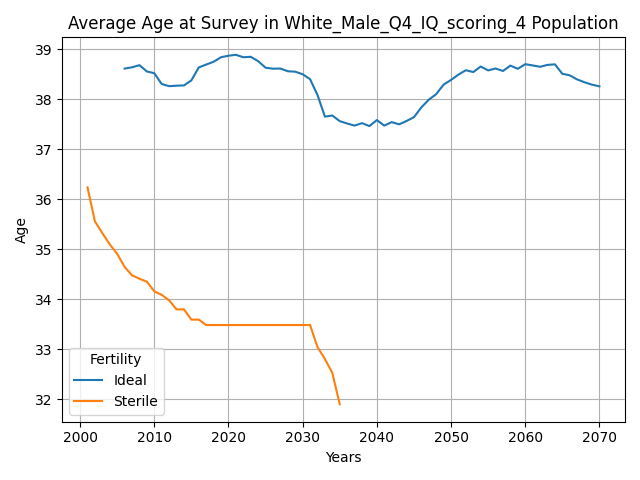 Average Age at Survey in White_Male_Q4_IQ_scoring_4 Population
Age
39
38
37
36
35
34
33
32
Fertility
Ideal
Sterile
2000 2010 2020 2030 2040 2050 2060 2070
Years